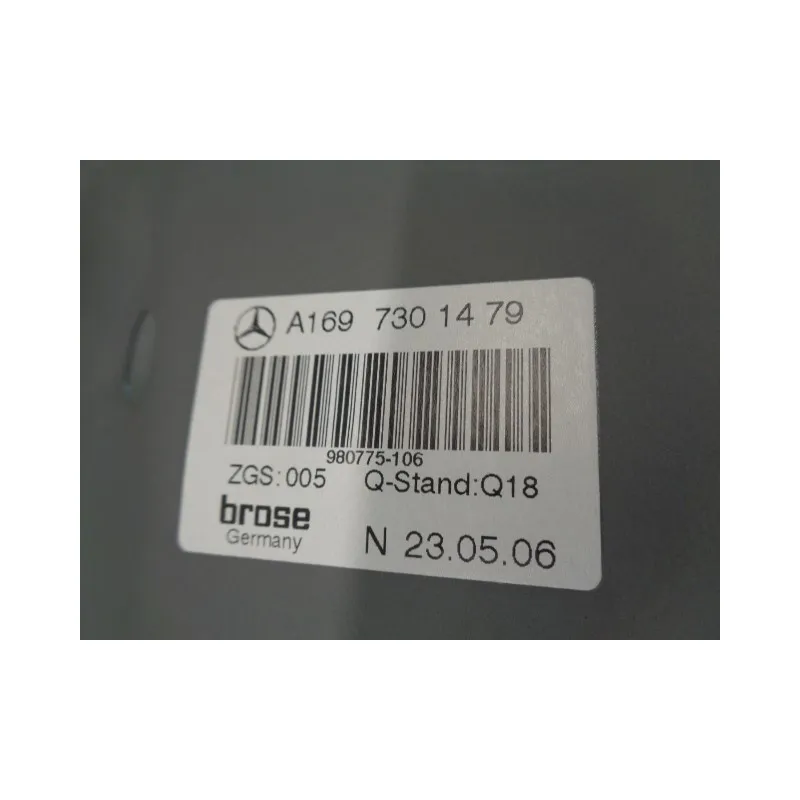 A169 730 14 79
980775-106
ZGS:005 Q-Stand:Q18
brose
Germany
N 23.05.06